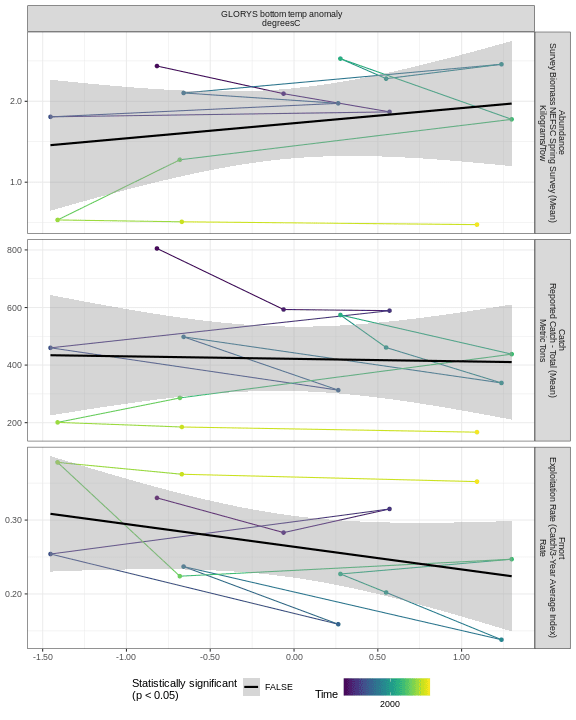 GLORYS bottom temp anomaly
degreesC
2.0
1.0
Abundance
Survey Biomass NEFSC Spring Survey (Mean)
Kilograms/Tow
800
600
400
200
Catch
Reported Catch - Total (Mean)
Metric Tons
0.30
0.20
Fmort
Exploitation Rate (Catch/3-Year Average Index)
Rate
-1.50 -1.00 -0.50 0.00 0.50 1.00
Statistically significant
(p < 0.05)
FALSE
Time
2000